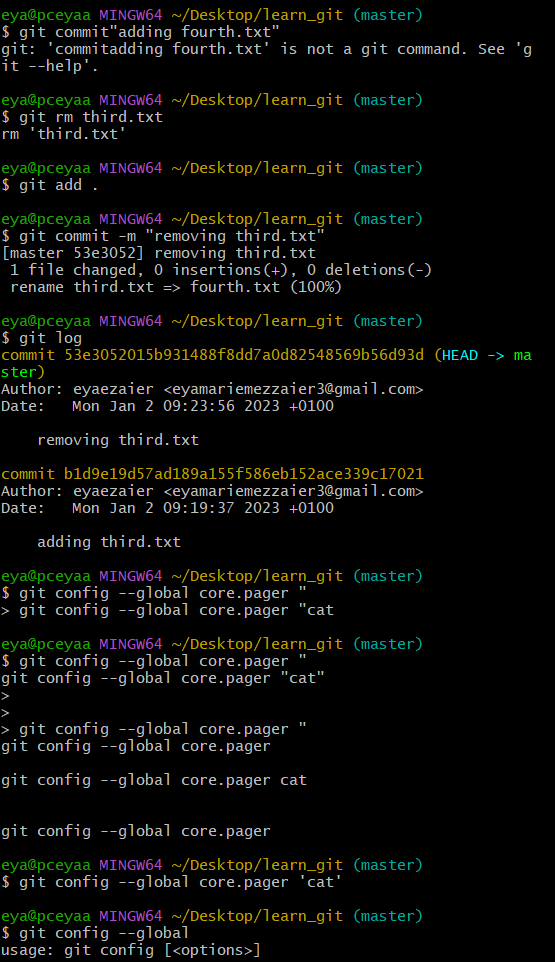 eya@pceyaa MINGW64 ~/Desktop/learn_git (master)
$ git commit"adding fourth.txt"
git: 'commitadding fourth.txt' is not a git command. See 'g
it --help'.
eya@pceyaa MINGW64 ~/Desktop/learn_git (master)
$ git rm third.txt
rm 'third.txt'
eya@pceyaa MINGW64 ~/Desktop/learn_git (master)
$ git add .
eya@pceyaa MINGW64 ~/Desktop/learn_git (master)
$ git commit -m "removing third.txt"
[master 53e3052] removing third.txt
 1 file changed, 0 insertions(+), 0 deletions(-)
 rename third.txt => fourth.txt (100%)
eya@pceyaa MINGW64 ~/Desktop/learn_git (master)
$ git log
commit 53e3052015b931488f8dd7a0d82548569b56d93d (HEAD -> ma
ster)
Author: eyaezaier <eyamariemezzaier3@gmail.com>
Date:   Mon Jan 2 09:23:56 2023 +0100
    removing third.txt
commit b1d9e19d57ad189a155f586eb152ace339c17021
Author: eyaezaier <eyamariemezzaier3@gmail.com>
Date:   Mon Jan 2 09:19:37 2023 +0100
    adding third.txt
eya@pceyaa MINGW64 ~/Desktop/learn_git (master)
$ git config --global core.pager "
> git config --global core.pager "cat
eya@pceyaa MINGW64 ~/Desktop/learn_git (master)
$ git config --global core.pager "
git config --global core.pager "cat"
>
>
> git config --global core.pager "
git config --global core.pager
git config --global core.pager cat
git config --global core.pager
eya@pceyaa MINGW64 ~/Desktop/learn_git (master)
$ git config --global core.pager 'cat'
eya@pceyaa MINGW64 ~/Desktop/learn_git (master)
$ git config --global
usage: git config [<options>]